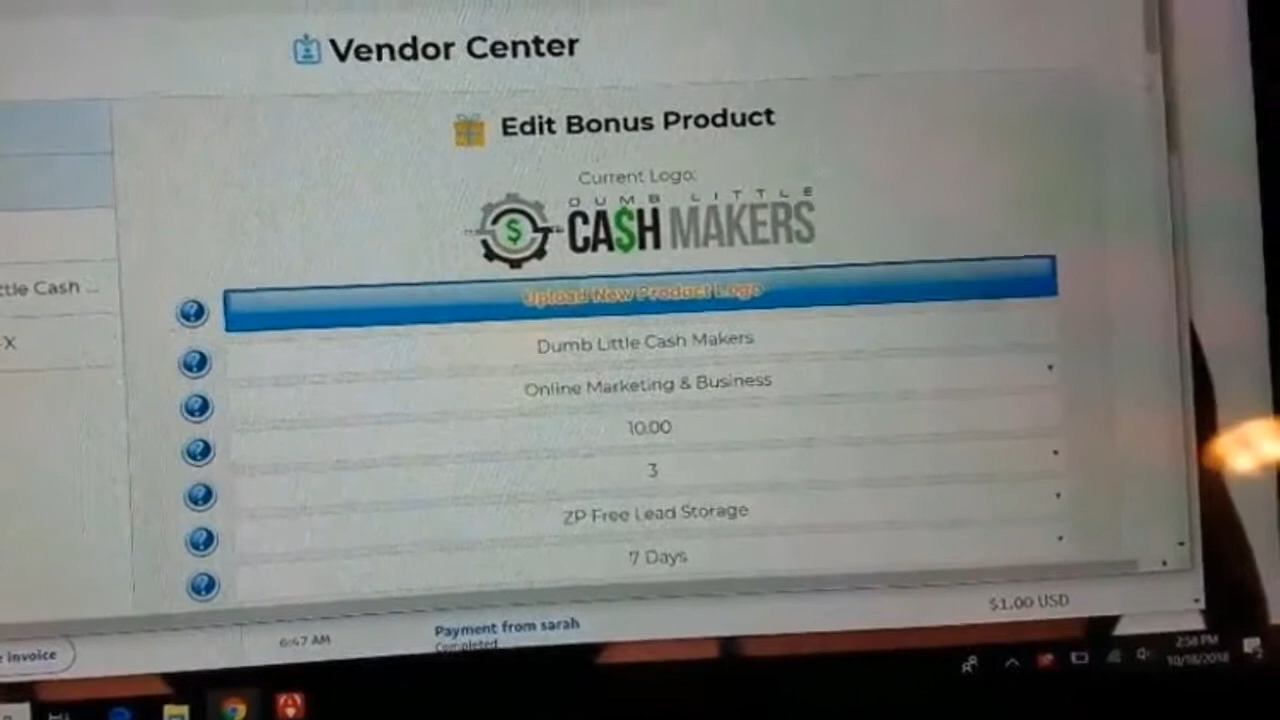 Vendor Center
Edit Bonus Product
Current Logo:
DUMB LITTLE
CA$H MAKERS
Upload New Product Logo
ttle Cash ...
Dumb Little Cash Makers
X
Online Marketing & Business
10.00
3
ZP Free Lead Storage
7 Days
$1.00 USD
6:47 AM
Payment from sarah
Completed
invoice
2:58 PM
10/18/2018